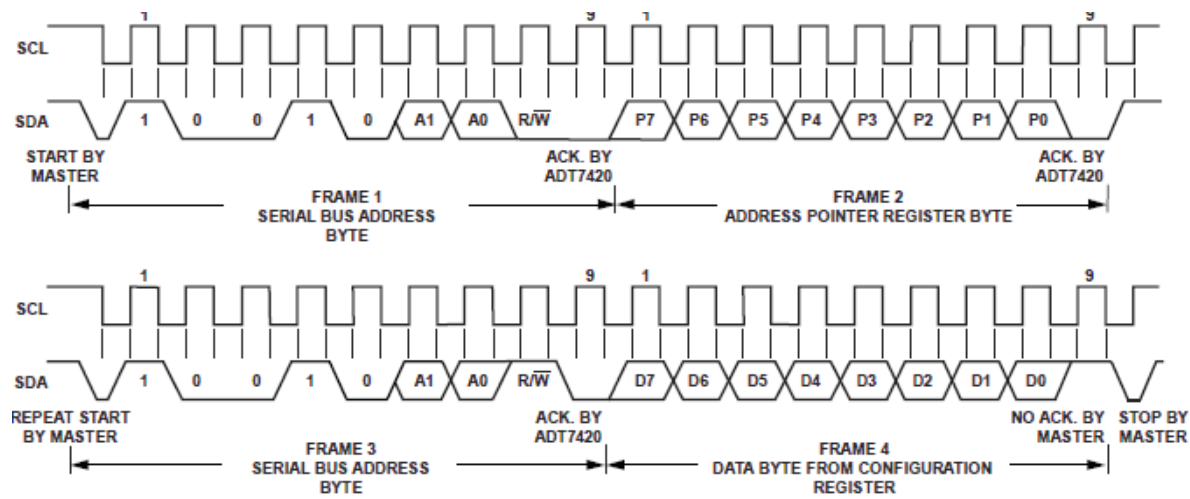 1 9 1 9
SCL
SDA 1 0 0 1 0 A1 A0 R/W̅ P7 P6 P5 P4 P3 P2 P1 P0
START BY ACK. BY ACK. BY
MASTER ADT7420 ADT7420
FRAME 1 FRAME 2
SERIAL BUS ADDRESS ADDRESS POINTER REGISTER BYTE
BYTE
1 9 1 9
SCL
SDA 1 0 0 1 0 A1 A0 R/W̅ D7 D6 D5 D4 D3 D2 D1 D0
REPEAT START ACK. BY NO ACK. BY STOP BY
BY MASTER ADT7420 MASTER MASTER
FRAME 3 FRAME 4
SERIAL BUS ADDRESS DATA BYTE FROM CONFIGURATION
BYTE REGISTER